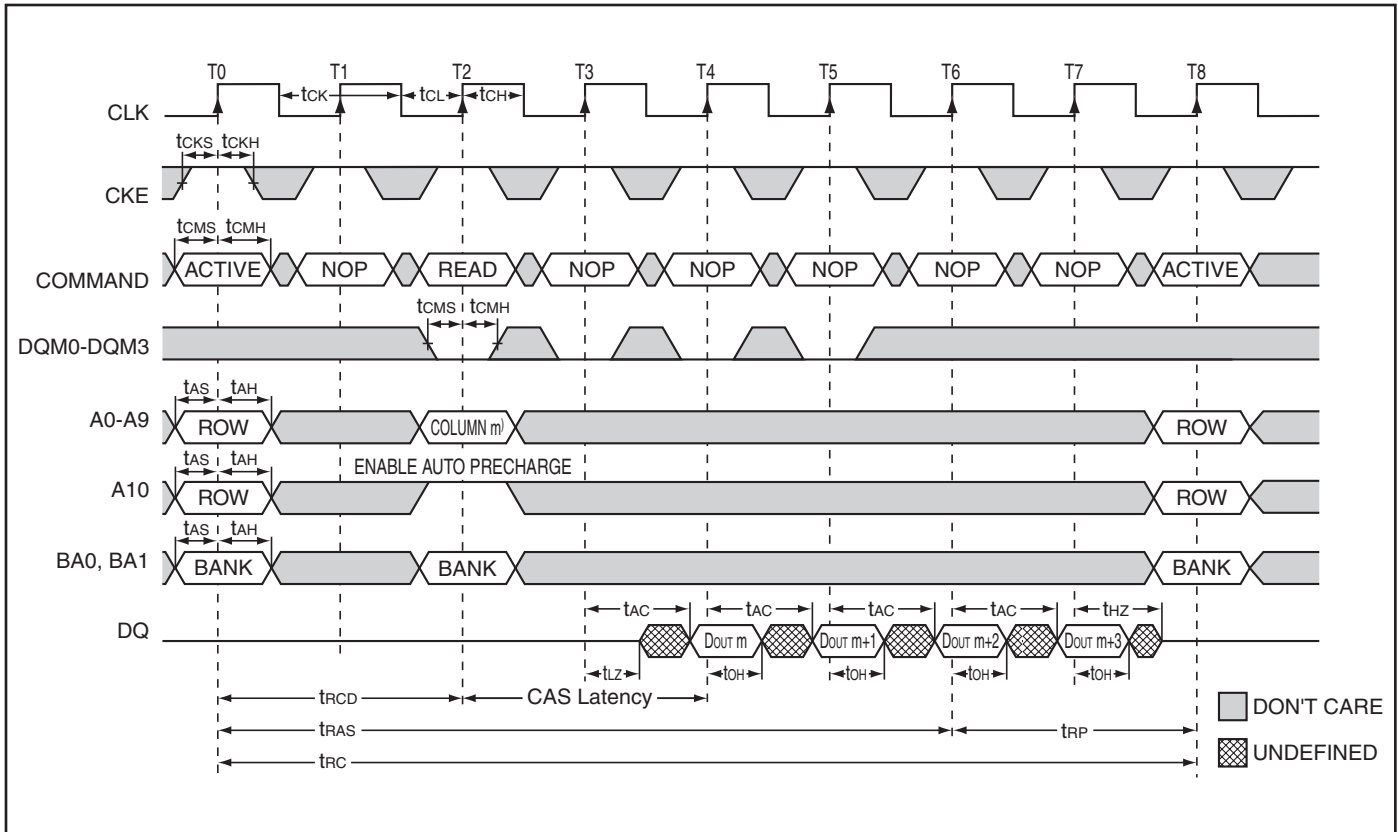 T0 T1 T2 T3 T4 T5 T6 T7 T8
CLK tCK tCL tCH
tCKS tCKH
CKE
tCMS tCMH
COMMAND ACTIVE NOP READ NOP NOP NOP NOP NOP ACTIVE
tCMS tCMH
DQM0-DQM3
tAS tAH
A0-A9 ROW COLUMN m) ROW
tAS tAH ENABLE AUTO PRECHARGE
A10 ROW ROW
tAS tAH
BA0, BA1 BANK BANK BANK
tAC tAC tAC tAC tHZ
DQ DOUT m DOUT m+1 DOUT m+2 DOUT m+3
tLZ tOH tOH tOH tOH
tRCD CAS Latency
DON'T CARE
tRAS tRP
UNDEFINED
tRC